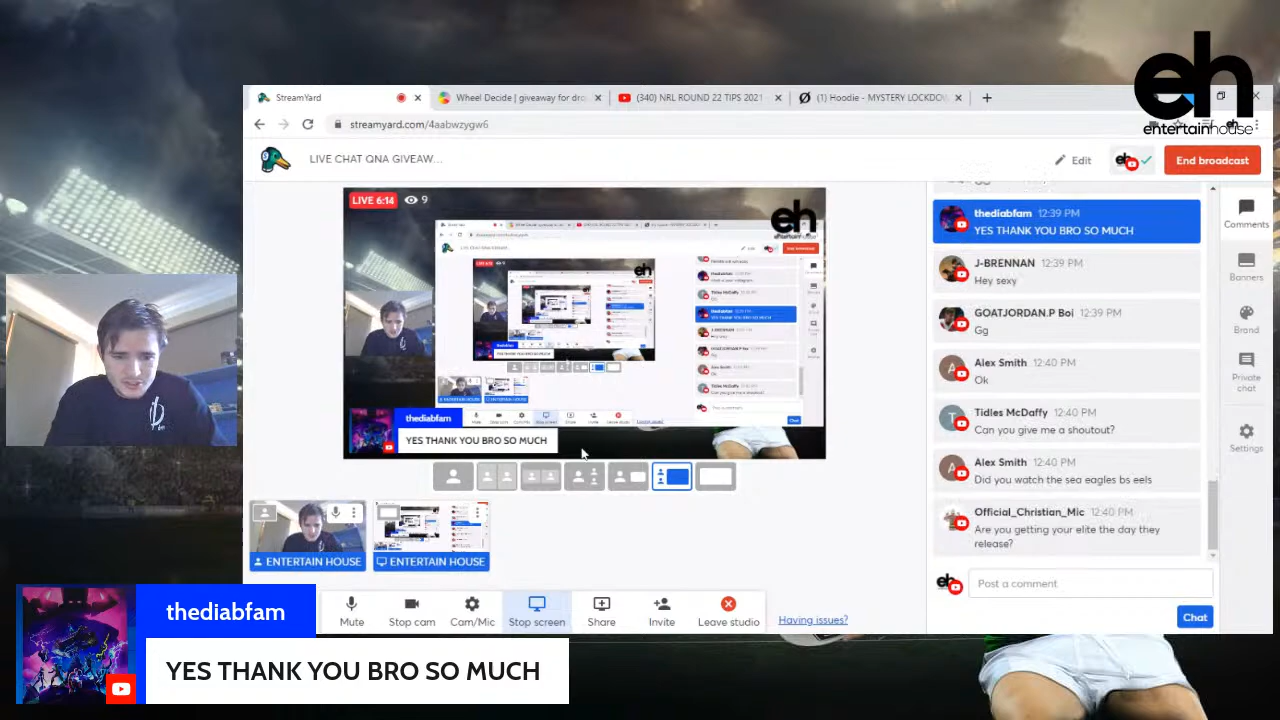 eh
entertainhouse
StreamYard
Wheel Decide | giveaway for dro
(340) NRL ROUND 22 TIPS 2021
(1) Hoodie - MYSTERY LOCKDOW
streamyard.com/4aabwzygw6
LIVE CHAT QNA GIVEAW...
Edit
End broadcast
LIVE 6:14
9
eh
thediabfam
YES THANK YOU BRO SO MUCH
thediabfam 12:39 PM
YES THANK YOU BRO SO MUCH
J-BRENNAN 12:39 PM
Hey sexy
GOATJORDAN.P Boi 12:39 PM
Gg
Alex Smith 12:40 PM
Ok
Tidles McDaffy 12:40 PM
Can you give me a shoutout?
Alex Smith 12:40 PM
Did you watch the sea eagles bs eels
Official_Christian_Mic 12:40 PM
Are you getting your elite the day they
release?
Comments
Banners
Brand
Private
chat
Settings
ENTERTAIN HOUSE
ENTERTAIN HOUSE
Post a comment
Chat
Mute
Stop cam
Cam/Mic
Stop screen
Share
Invite
Leave studio
Having issues?
thediabfam
YES THANK YOU BRO SO MUCH